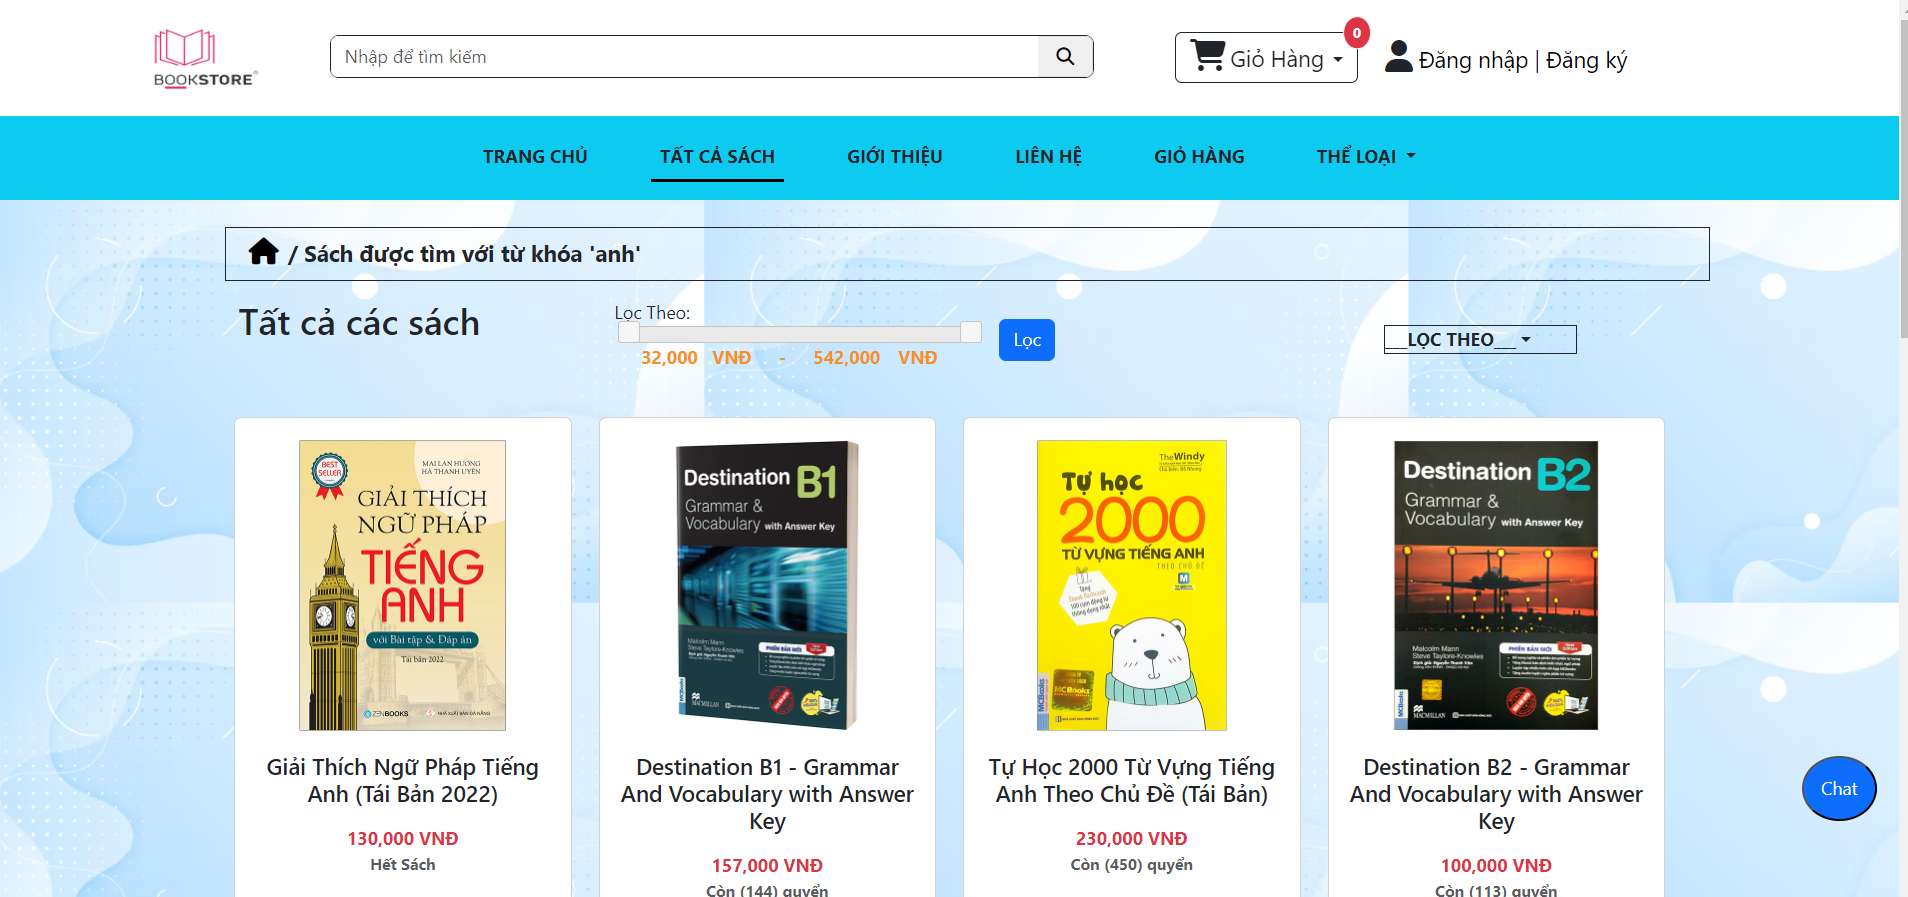 BOOKSTORE
Nhập để tìm kiếm
Giỏ Hàng
0
Đăng nhập | Đăng ký
TRANG CHỦ
TẤT CẢ SÁCH
GIỚI THIỆU
LIÊN HỆ
GIỎ HÀNG
THỂ LOẠI
/ Sách được tìm với từ khóa 'anh'
Tất cả các sách
Lọc Theo:
32,000 VNĐ - 542,000 VNĐ
Lọc
___LỌC THEO___
BEST
SELLER
MAI LAN HƯƠNG
HÀ THANH UYÊN
GIẢI THÍCH
NGỮ PHÁP
TIẾNG
ANH
với Bài tập & Đáp án
Tái bản 2022
ZENBOOKS
NHÀ XUẤT BẢN ĐÀ NẴNG
Destination B1
Grammar &
Vocabulary with Answer Key
Malcolm Mann
Steve Taylore-Knowles
PHIÊN BẢN MỚI
MACMILLAN
TheWindy
Tự học
2000
TỪ VỰNG TIẾNG ANH
THEO CHỦ ĐỀ
MCBooks
MCBooks
Destination B2
Grammar &
Vocabulary with Answer Key
Malcolm Mann
Steve Taylore-Knowles
PHIÊN BẢN MỚI
MCBooks
MACMILLAN
Giải Thích Ngữ Pháp Tiếng
Anh (Tái Bản 2022)
130,000 VNĐ
Hết Sách
Destination B1 - Grammar
And Vocabulary with Answer
Key
157,000 VNĐ
Còn (144) quyển
Tự Học 2000 Từ Vựng Tiếng
Anh Theo Chủ Đề (Tái Bản)
230,000 VNĐ
Còn (450) quyển
Destination B2 - Grammar
And Vocabulary with Answer
Key
100,000 VNĐ
Còn (113) quyển
Chat